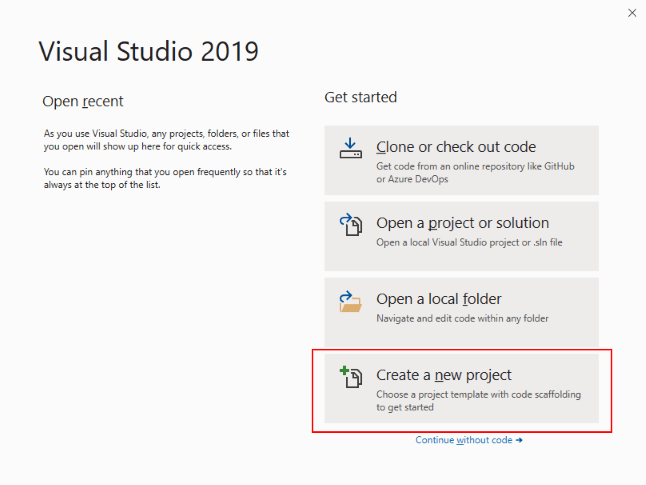 Visual Studio 2019
Open recent
As you use Visual Studio, any projects, folders, or files that
you open will show up here for quick access.
You can pin anything that you open frequently so that it's
always at the top of the list.
Get started
Clone or check out code
Get code from an online repository like GitHub
or Azure DevOps
Open a project or solution
Open a local Visual Studio project or .sln file
Open a local folder
Navigate and edit code within any folder
Create a new project
Choose a project template with code scaffolding
to get started
Continue without code →